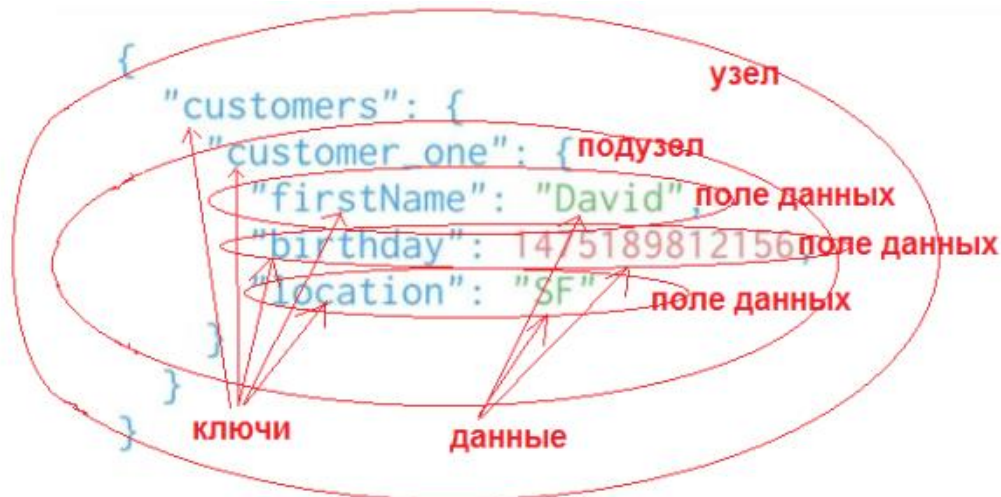 {
узел
"customers": {
"customer_one": { подузел
"firstName": "David", поле данных
"birthday": 1475189812156, поле данных
"location": "SF" поле данных
}
}
}
ключи
данные